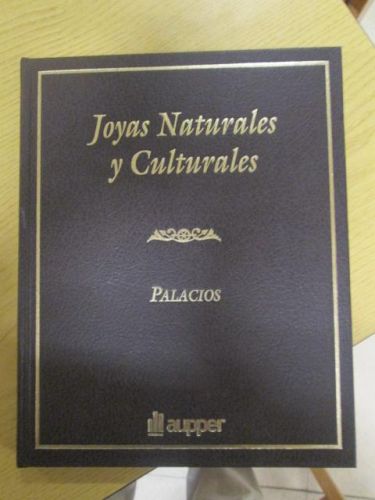 Joyas Naturales
y Culturales
PALACIOS
aupper